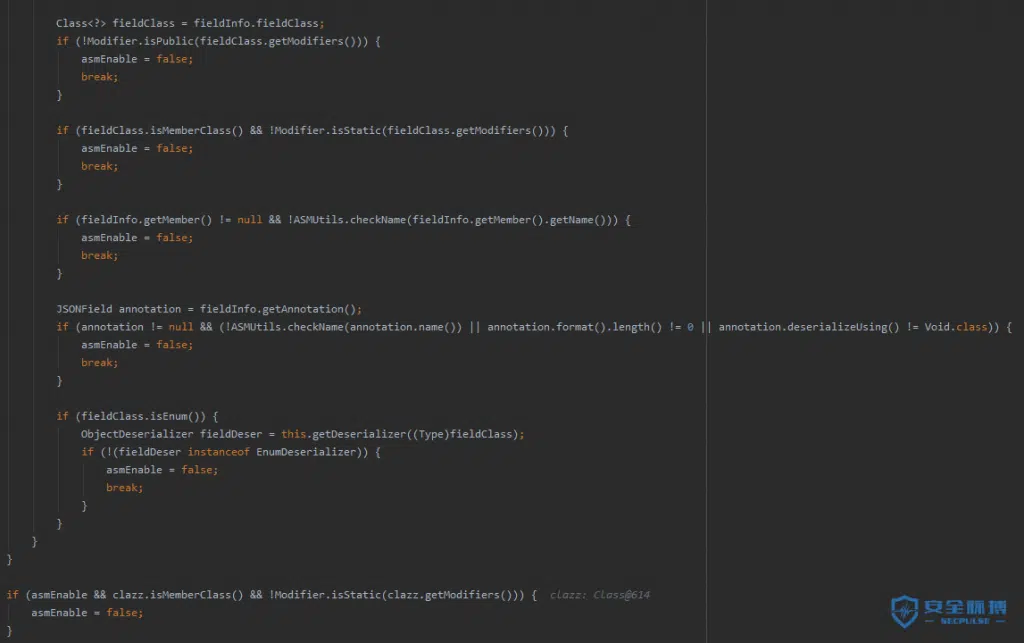 Class<?> fieldClass = fieldInfo.fieldClass;
if (!Modifier.isPublic(fieldClass.getModifiers())) {
asmEnable = false;
break;
}
if (fieldClass.isMemberClass() && !Modifier.isStatic(fieldClass.getModifiers())) {
asmEnable = false;
break;
}
if (fieldInfo.getMember() != null && !ASMUtils.checkName(fieldInfo.getMember().getName())) {
asmEnable = false;
break;
}
JSONField annotation = fieldInfo.getAnnotation();
if (annotation != null && (!ASMUtils.checkName(annotation.name()) || annotation.format().length() != 0 || annotation.deserializeUsing() != Void.class)) {
asmEnable = false;
break;
}
if (fieldClass.isEnum()) {
ObjectDeserializer fieldDeser = this.getDeserializer((Type)fieldClass);
if (!(fieldDeser instanceof EnumDeserializer)) {
asmEnable = false;
break;
}
}
}
}
if (asmEnable && clazz.isMemberClass() && !Modifier.isStatic(clazz.getModifiers())) { clazz: Class@614
asmEnable = false;
}
安全脉搏
SECPULSE